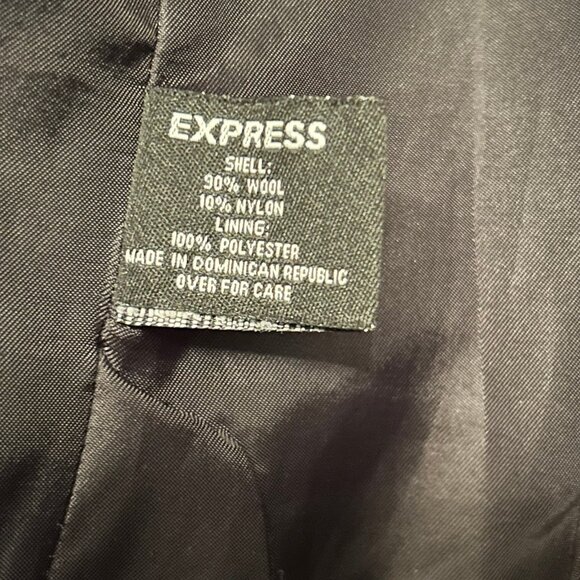 EXPRESS
SHELL:
90% WOOL
10% NYLON
LINING:
100% POLYESTER
MADE IN DOMINICAN REPUBLIC
OVER FOR CARE